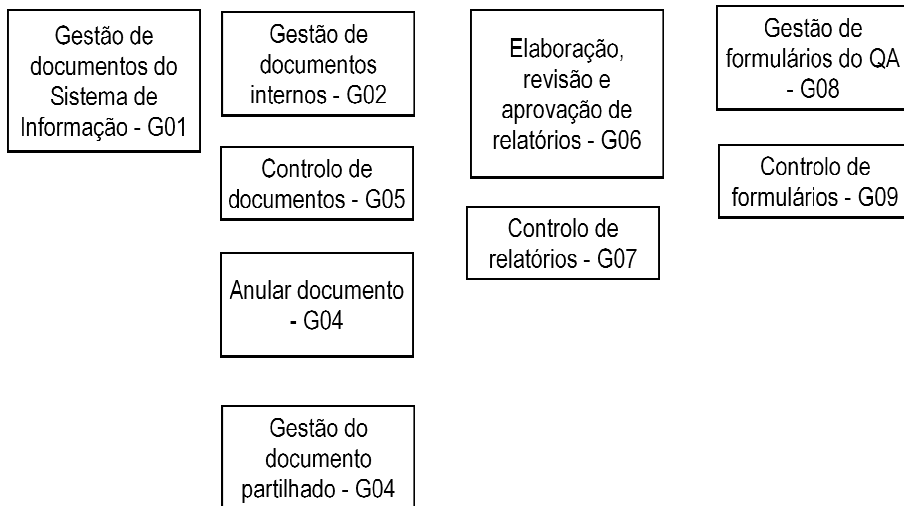 Gestão de
documentos do
Sistema de
Informação - G01
Gestão de
documentos
internos - G02
Controlo de
documentos - G05
Anular documento
- G04
Gestão do
documento
partilhado - G04
Elaboração,
revisão e
aprovação de
relatórios - G06
Controlo de
relatórios - G07
Gestão de
formulários do QA
- G08
Controlo de
formulários - G09